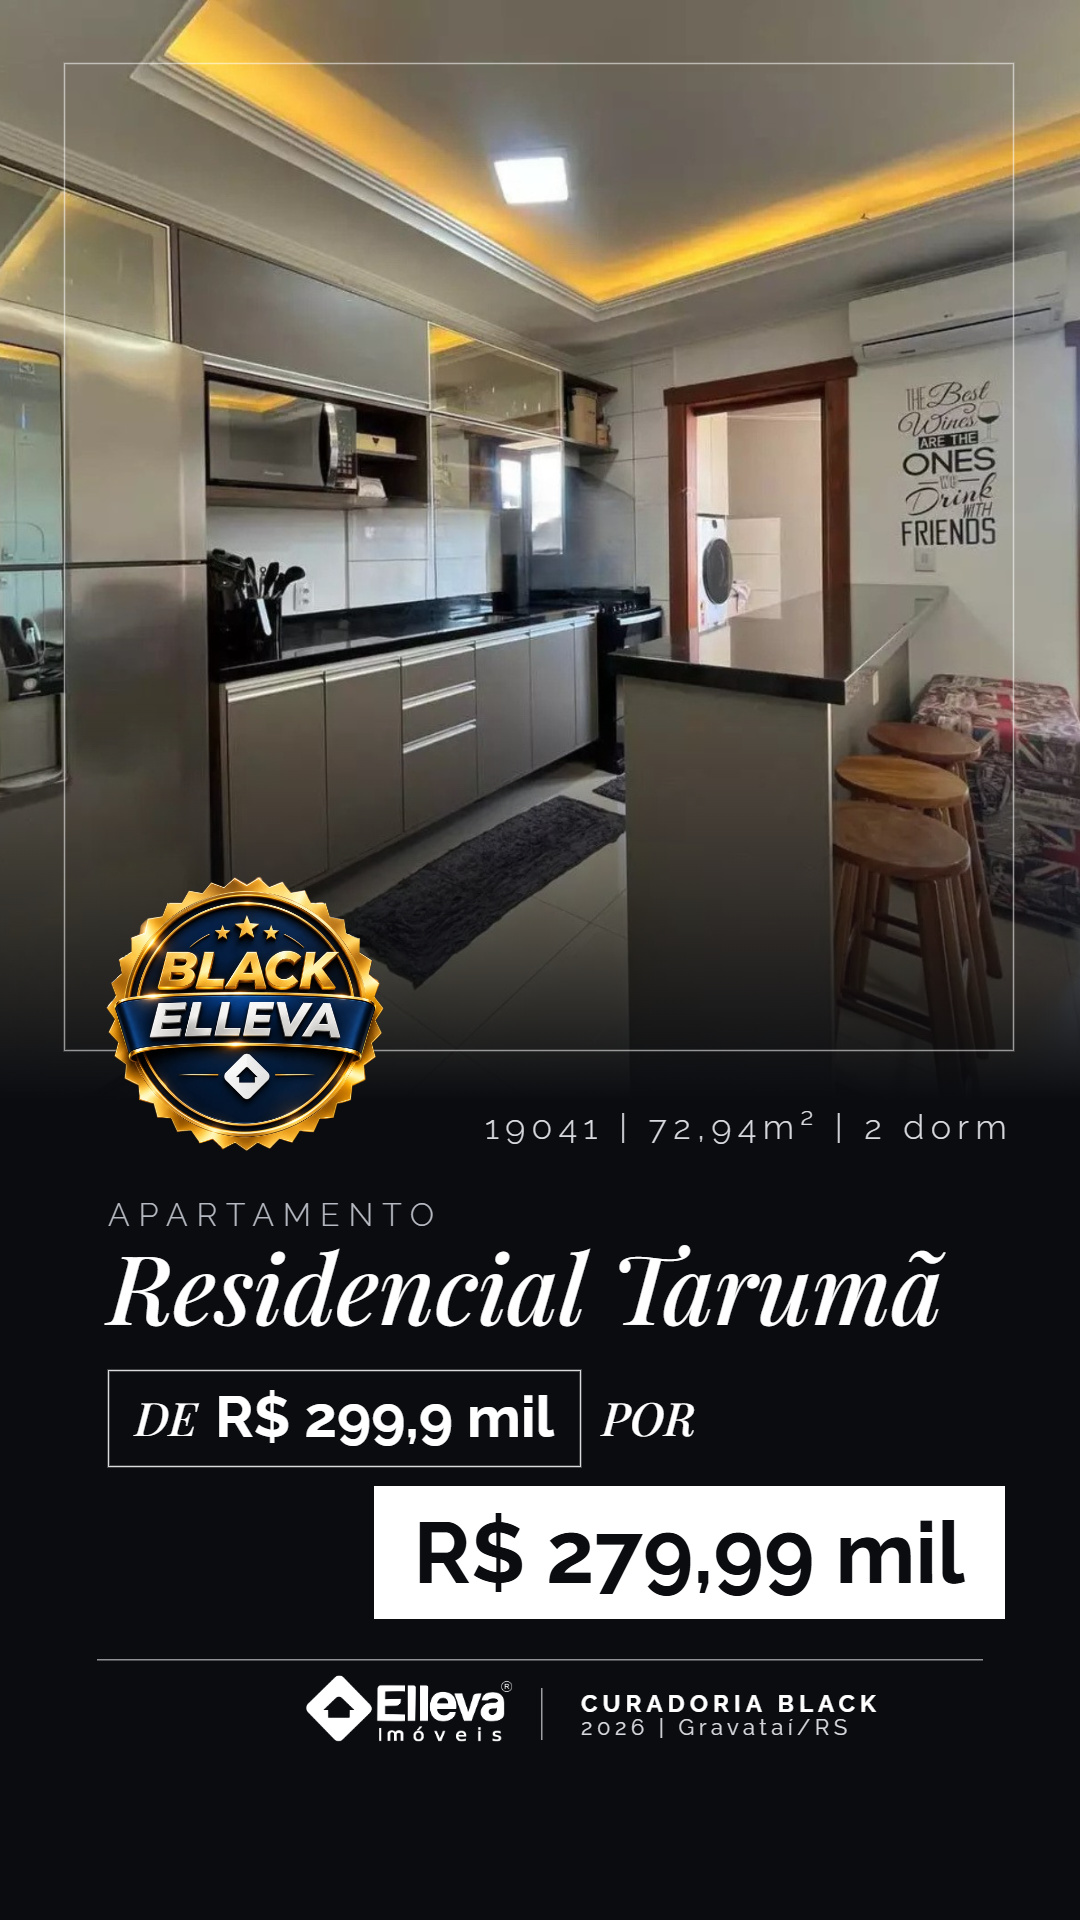 THE Best
Wines
ARE THE
ONES
WE
Drink
WITH
FRIENDS
BLACK
ELLEVA
19041 | 72,94m² | 2 dorm
APARTAMENTO
Residencial Tarumã
DE R$ 299,9 mil POR
R$ 279,99 mil
Elleva®
Imóveis
CURADORIA BLACK
2026 | Gravataí/RS